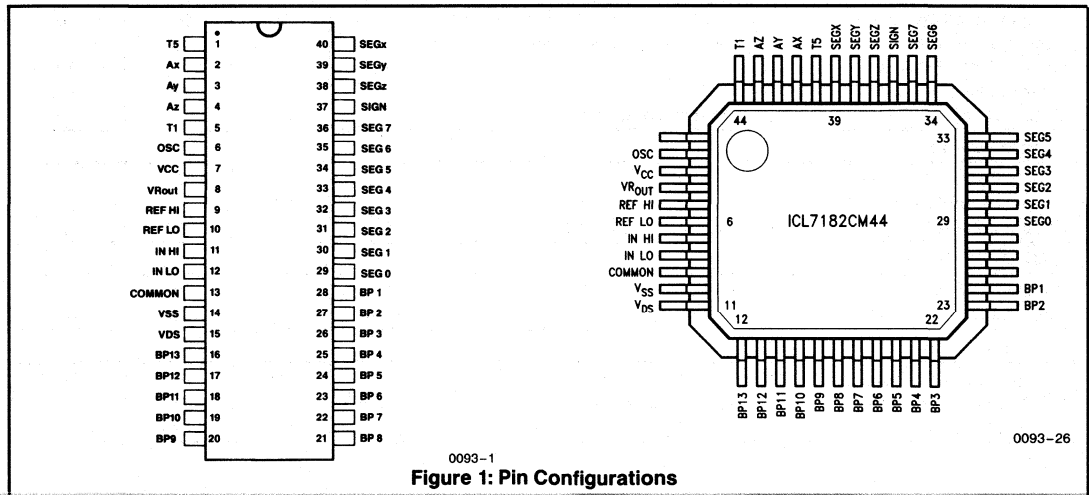 T5 1 40 SEGx
Ax 2 39 SEGy
Ay 3 38 SEGz
Az 4 37 SIGN
T1 5 36 SEG 7
OSC 6 35 SEG 6
VCC 7 34 SEG 5
VRout 8 33 SEG 4
REF HI 9 32 SEG 3
REF LO 10 31 SEG 2
IN HI 11 30 SEG 1
IN LO 12 29 SEG 0
COMMON 13 28 BP 1
VSS 14 27 BP 2
VDS 15 26 BP 3
BP13 16 25 BP 4
BP12 17 24 BP 5
BP11 18 23 BP 6
BP10 19 22 BP 7
BP9 20 21 BP 8
0093-1
T1 AZ AY AX T5 SEGX SEGY SEGZ SIGN SEG7 SEG6
44 39 34
33 SEG5
OSC SEG4
VCC SEG3
VROUT SEG2
REF HI SEG1
REF LO 6 ICL7182CM44 29 SEG0
IN HI
IN LO
COMMON
VSS BP1
VDS 11 23 BP2
12 22
BP13 BP12 BP11 BP10 BP9 BP8 BP7 BP6 BP5 BP4 BP3
0093-26
Figure 1: Pin Configurations